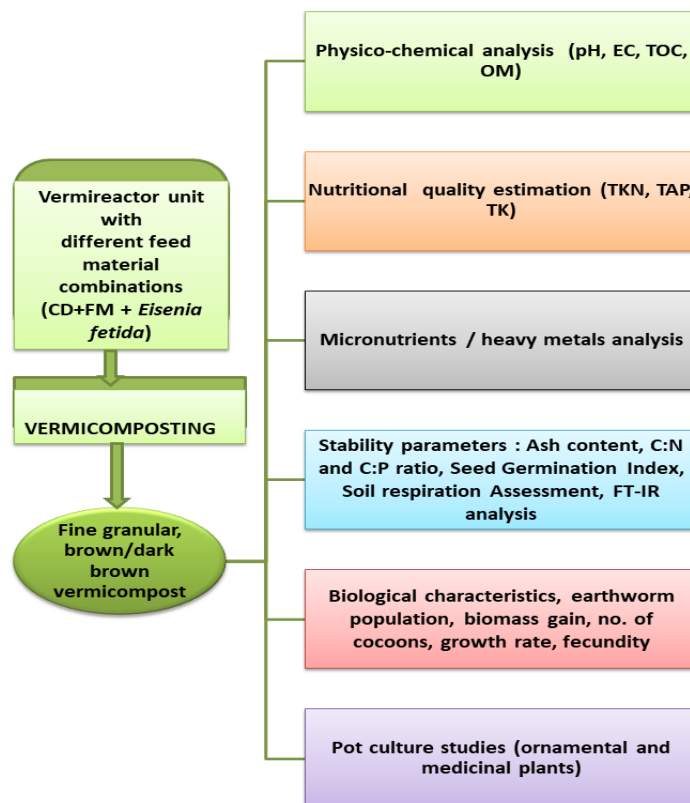 Vermireactor unit
with
different feed
material
combinations
(CD+FM + Eisenia
fetida)
VERMICOMPOSTING
Fine granular,
brown/dark
brown
vermicompost
Physico-chemical analysis (pH, EC, TOC,
OM)
Nutritional quality estimation (TKN, TAP,
TK)
Micronutrients / heavy metals analysis
Stability parameters : Ash content, C:N
and C:P ratio, Seed Germination Index,
Soil respiration Assessment, FT-IR
analysis
Biological characteristics, earthworm
population, biomass gain, no. of
cocoons, growth rate, fecundity
Pot culture studies (ornamental and
medicinal plants)